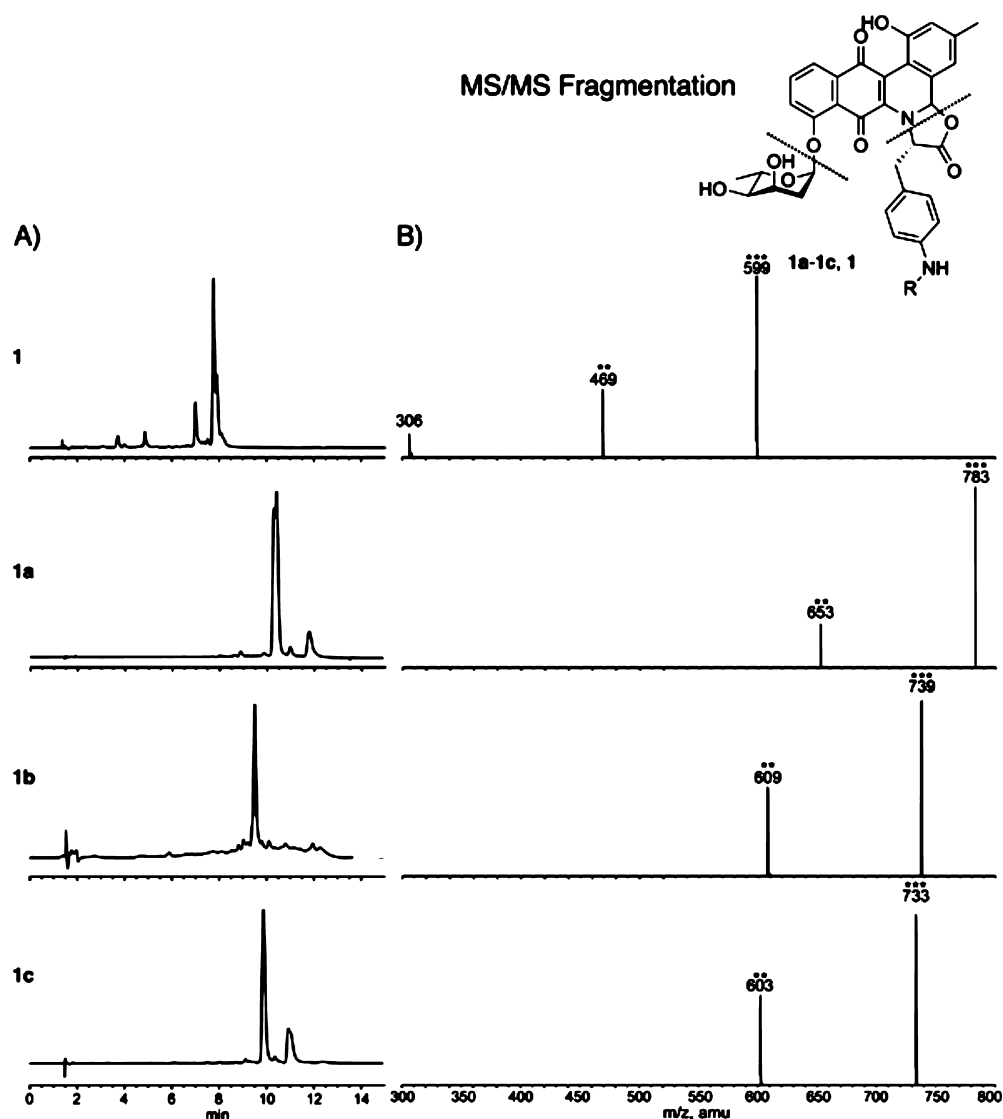 MS/MS Fragmentation
HO
O
O
N
O
O
O
OH
O
HO
NH
R
A)
B)
1a-1c, 1
1
306
••
469
•••
599
1a
••
653
•••
783
1b
••
609
•••
739
1c
••
603
•••
733
0 2 4 6 8 10 12 14
min
300 350 400 450 500 550 600 650 700 750 800
m/z, amu